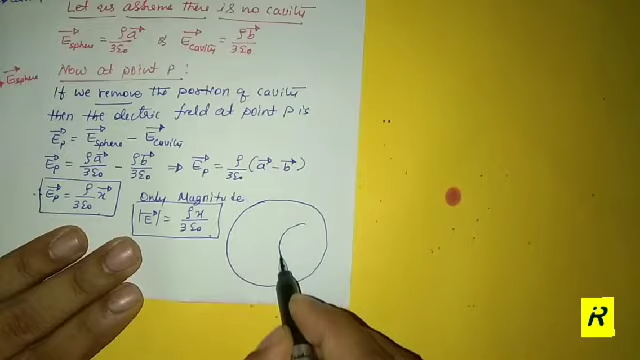 Let us assume there is no cavity
E⃗sphere = ρa⃗/3ε₀ & E⃗cavity = ρb⃗/3ε₀
E⃗sphere
Now at point P :
If we remove the portion of cavity
then the electric field at point P is
E⃗p = E⃗sphere − E⃗cavity
E⃗p = ρa⃗/3ε₀ − ρb⃗/3ε₀ ⇒ E⃗p = ρ/3ε₀ (a⃗ − b⃗)
E⃗p = ρ/3ε₀ x⃗
Only Magnitude
|E⃗| = ρx/3ε₀
R